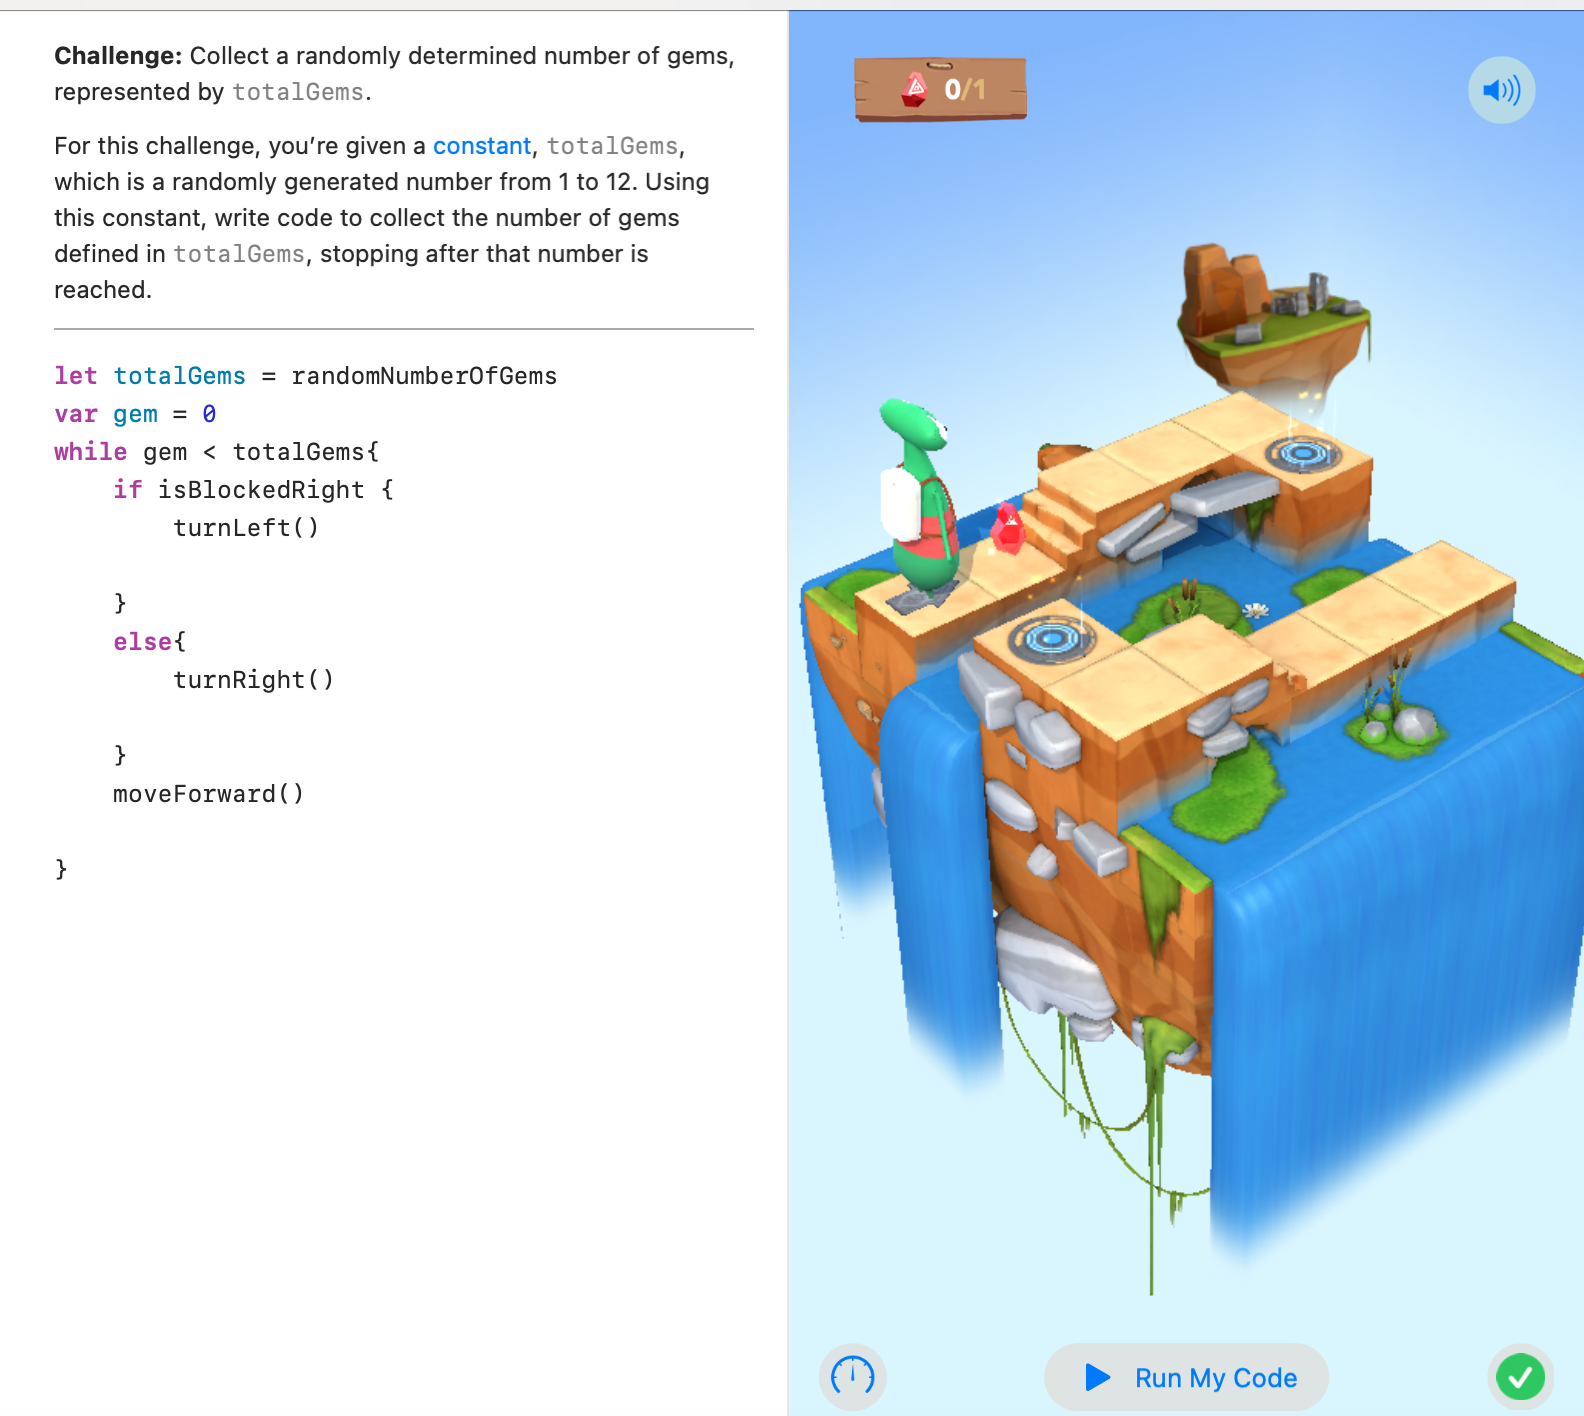 Challenge: Collect a randomly determined number of gems,
represented by totalGems.
For this challenge, you’re given a constant, totalGems,
which is a randomly generated number from 1 to 12. Using
this constant, write code to collect the number of gems
defined in totalGems, stopping after that number is
reached.
let totalGems = randomNumberOfGems
var gem = 0
while gem < totalGems{
    if isBlockedRight {
        turnLeft()
    }
    else{
        turnRight()
    }
    moveForward()
}
0/1
Run My Code